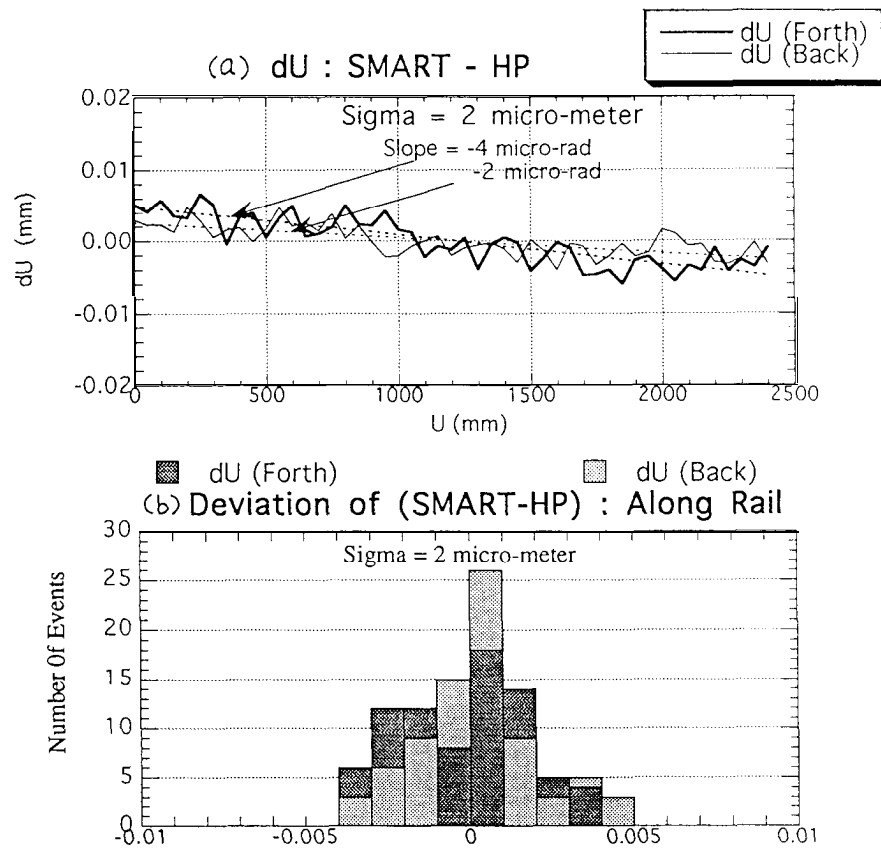 dU (Forth)
dU (Back)
(a) dU : SMART - HP
Sigma = 2 micro-meter
Slope = -4 micro-rad
-2 micro-rad
dU (mm)
0.02
0.01
0.00
-0.01
-0.02
0 500 1000 1500 2000 2500
U (mm)
dU (Forth) dU (Back)
(b) Deviation of (SMART-HP) : Along Rail
Sigma = 2 micro-meter
Number Of Events
30
25
20
15
10
5
0
-0.01 -0.005 0 0.005 0.01